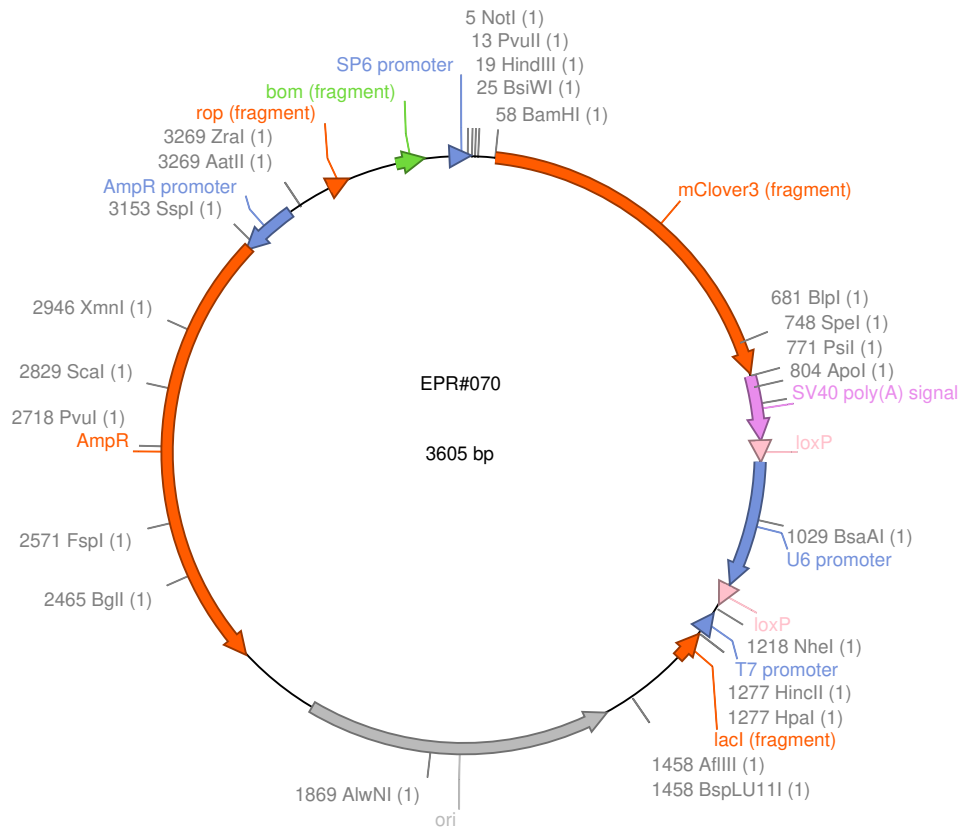 5 NotI (1)
13 PvuII (1)
SP6 promoter
19 HindIII (1)
25 BsiWI (1)
bom (fragment)
58 BamHI (1)
rop (fragment)
3269 ZraI (1)
3269 AatII (1)
AmpR promoter
3153 SspI (1)
mClover3 (fragment)
2946 XmnI (1)
681 BlpI (1)
748 SpeI (1)
771 PsiI (1)
804 ApoI (1)
SV40 poly(A) signal
2829 ScaI (1)
EPR#070
2718 PvuI (1)
AmpR
loxP
3605 bp
2571 FspI (1)
1029 BsaAI (1)
U6 promoter
2465 BglI (1)
loxP
1218 NheI (1)
T7 promoter
1277 HincII (1)
1277 HpaI (1)
lacI (fragment)
1458 AflIII (1)
1458 BspLU11I (1)
1869 AlwNI (1)
ori